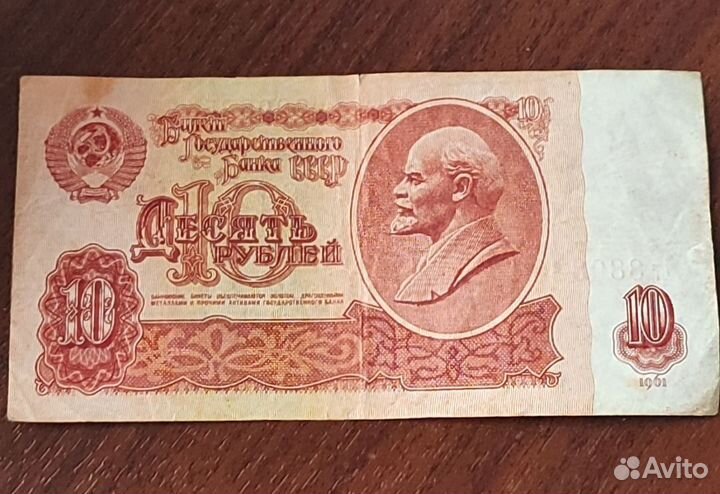 10
Билет
Государственного
Банка СССР
10
Десять
рублей
БАНКОВСКИЕ БИЛЕТЫ ОБЕСПЕЧИВАЮТСЯ ЗОЛОТОМ, ДРАГОЦЕННЫМИ
МЕТАЛЛАМИ И ПРОЧИМИ АКТИВАМИ ГОСУДАРСТВЕННОГО БАНКА
10
10
1961
Avito